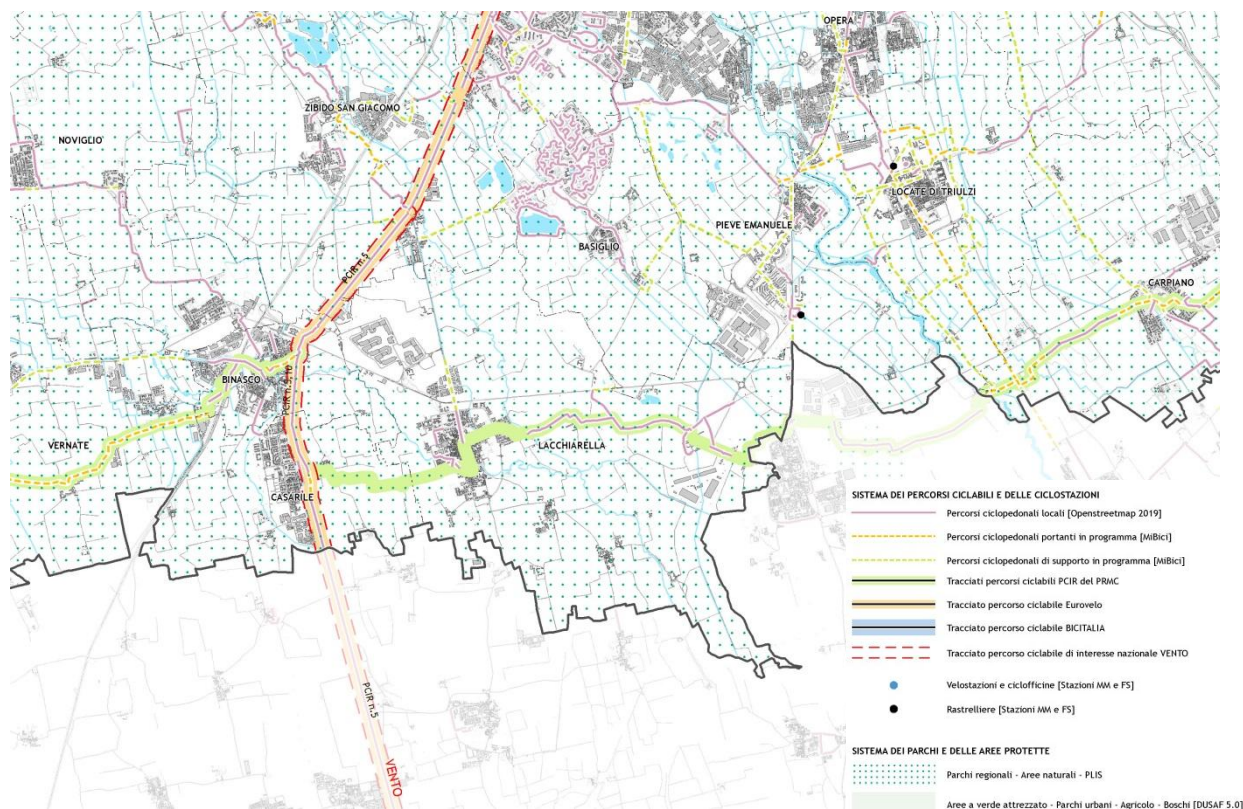 OPERA
ZIBIDO SAN GIACOMO
NOVIGLIO
LOCATE DI TRIULZI
PIEVE EMANUELE
BASIGLIO
PCIR n.5
CARPIANO
BINASCO
PCIR n.5,10
VERNATE
LACCHIARELLA
CASARILE
PCIR n.5
VENTO
SISTEMA DEI PERCORSI CICLABILI E DELLE CICLOSTAZIONI
Percorsi ciclopedonali locali [Openstreetmap 2019]
Percorsi ciclopedonali portanti in programma [MiBici]
Percorsi ciclopedonali di supporto in programma [MiBici]
Tracciati percorsi ciclabili PCIR del PRMC
Tracciato percorso ciclabile Eurovelo
Tracciato percorso ciclabile BICITALIA
Tracciato percorso ciclabile di interesse nazionale VENTO
Velostazioni e ciclofficine [Stazioni MM e FS]
Rastrelliere [Stazioni MM e FS]
SISTEMA DEI PARCHI E DELLE AREE PROTETTE
Parchi regionali - Aree naturali - PLIS
Aree a verde attrezzato - Parchi urbani - Agricolo - Boschi [DUSAF 5.0]